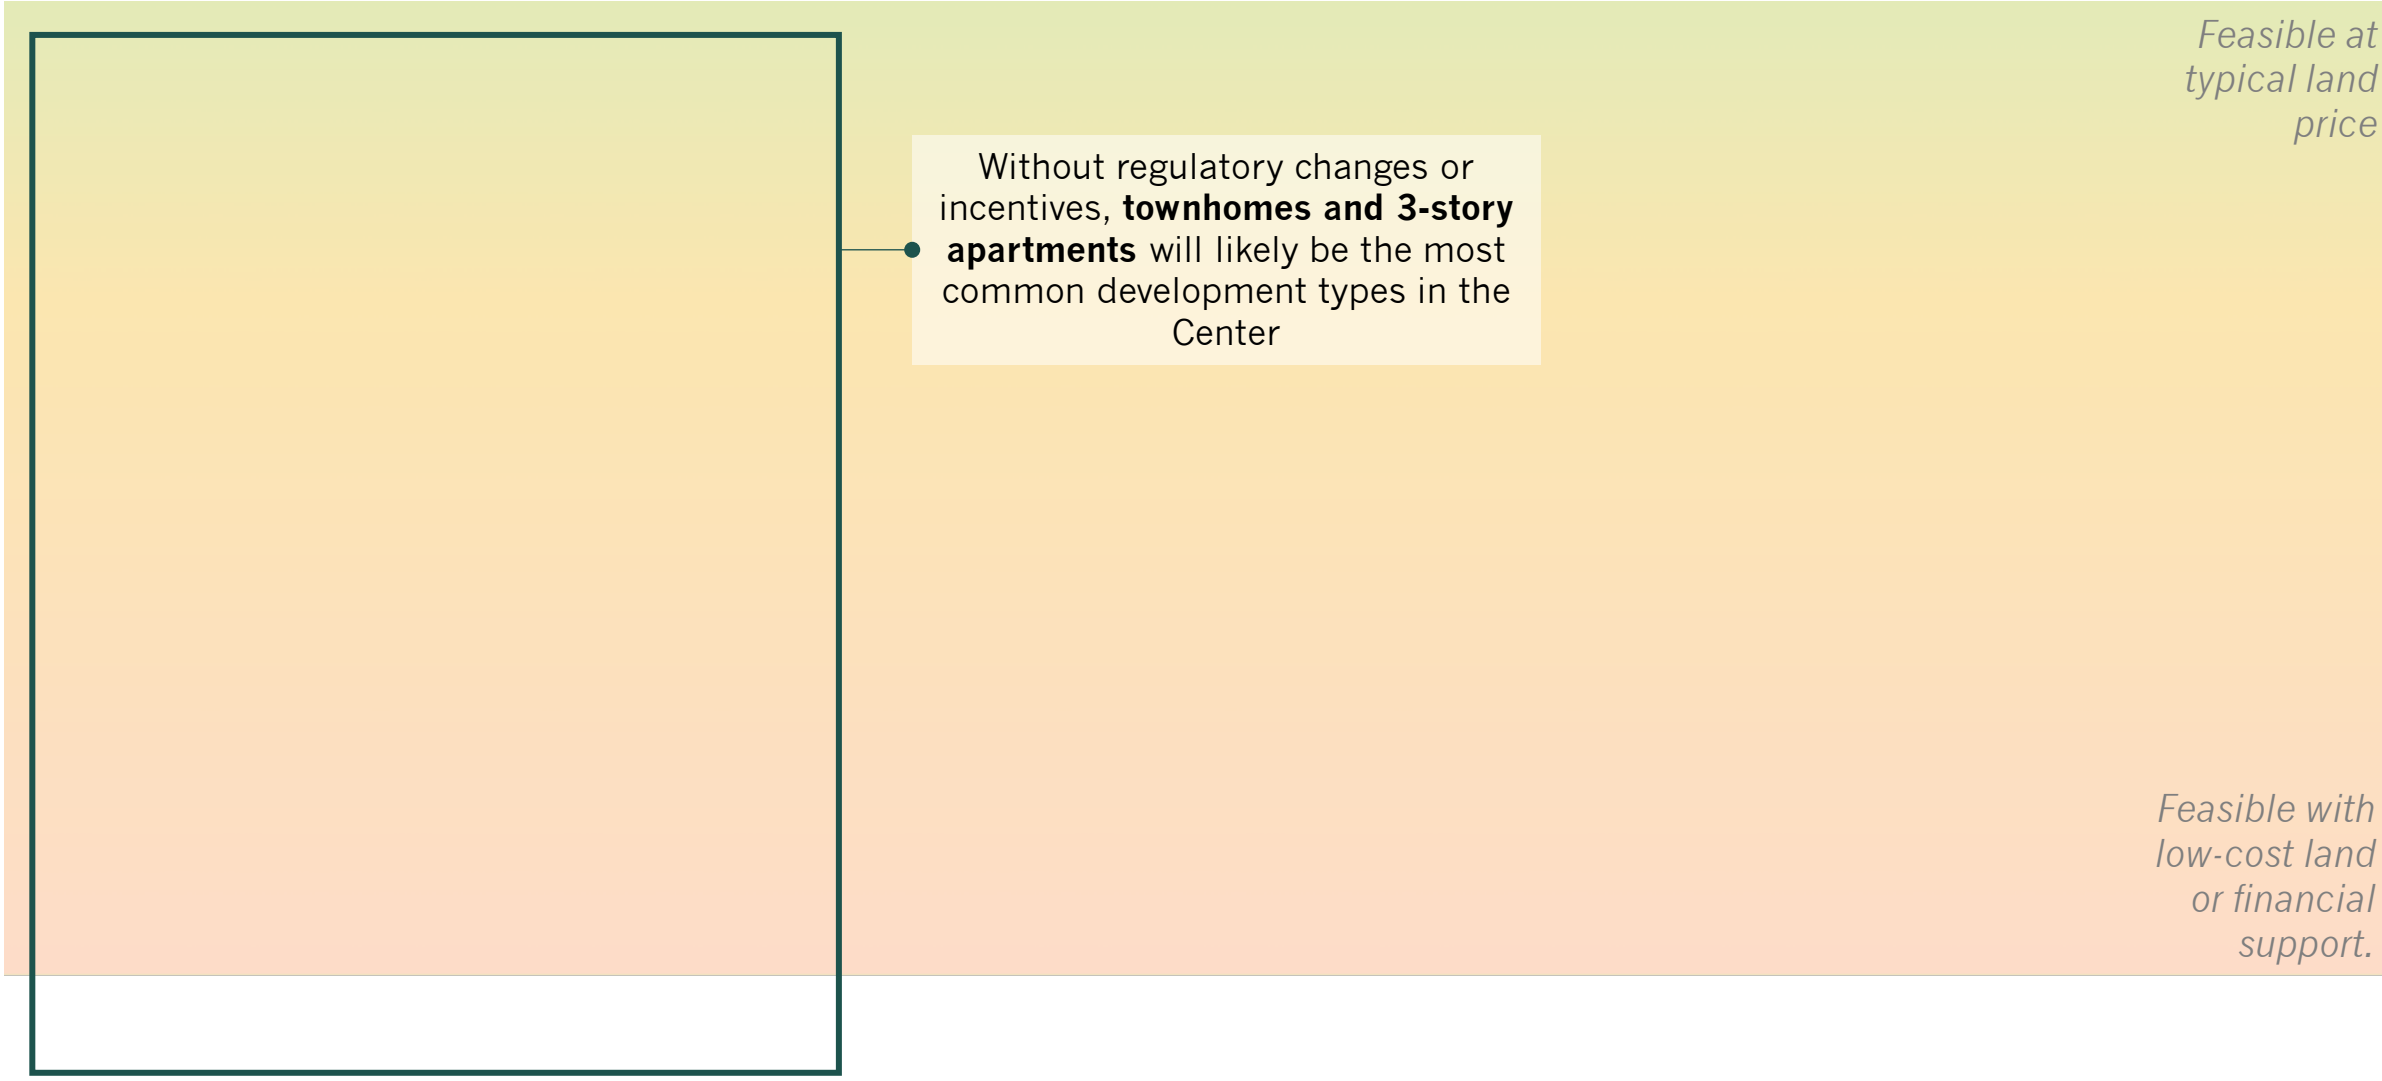 Feasible at
typical land
price
Without regulatory changes or
incentives, townhomes and 3-story
apartments will likely be the most
common development types in the
Center
Feasible with
low-cost land
or financial
support.